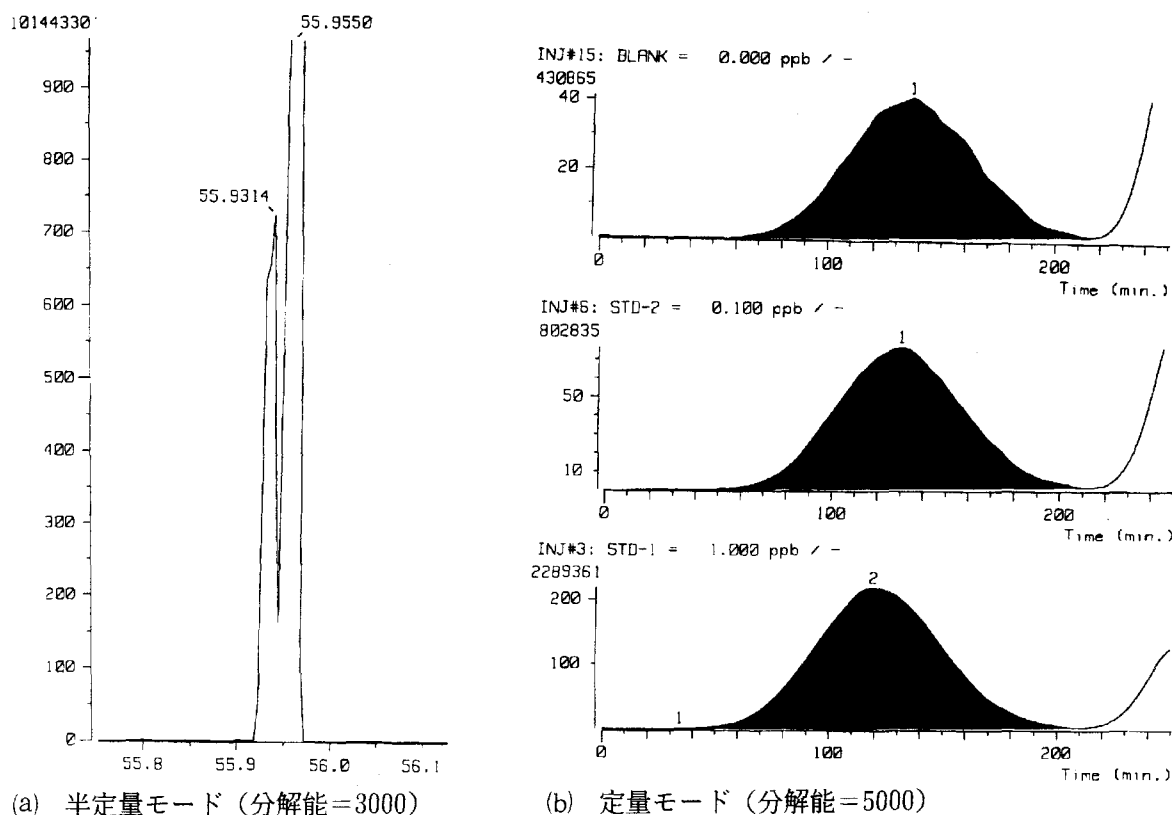 10144330
55.9550
900
800
55.9314
700
600
500
400
300
200
100
0
55.8 55.9 56.0 56.1
(a) 半定量モード(分解能=3000)
INJ#15: BLANK = 0.000 ppb / -
430865
1
40
20
0 100 200
Time (min.)
INJ#6: STD-2 = 0.100 ppb / -
802835
1
50
10
0 100 200
Time (min.)
INJ#3: STD-1 = 1.000 ppb / -
2289361
2
200
100
1
0 100 200
Time (min.)
(b) 定量モード(分解能=5000)